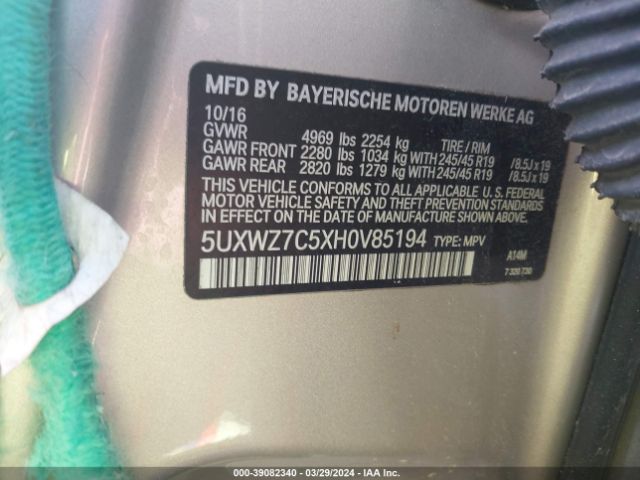 MFD BY BAYERISCHE MOTOREN WERKE AG
10/16
GVWR 4969 lbs 2254 kg TIRE / RIM
GAWR FRONT 2280 lbs 1034 kg WITH 245/45 R19 /8.5J x 19
GAWR REAR 2820 lbs 1279 kg WITH 245/45 R19 /8.5J x 19
THIS VEHICLE CONFORMS TO ALL APPLICABLE U. S. FEDERAL
MOTOR VEHICLE SAFETY AND THEFT PREVENTION STANDARDS
IN EFFECT ON THE DATE OF MANUFACTURE SHOWN ABOVE.
5UXWZ7C5XH0V85194 TYPE: MPV
A14M
7 320 730
000-39082340 - 03/29/2024 - IAA Inc.